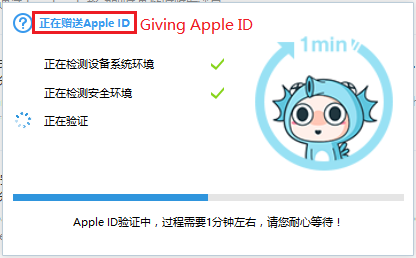 正在赠送Apple ID Giving Apple ID
1min
正在检测设备系统环境
正在检测安全环境
正在验证
Apple ID验证中，过程需要1分钟左右，请您耐心等待！